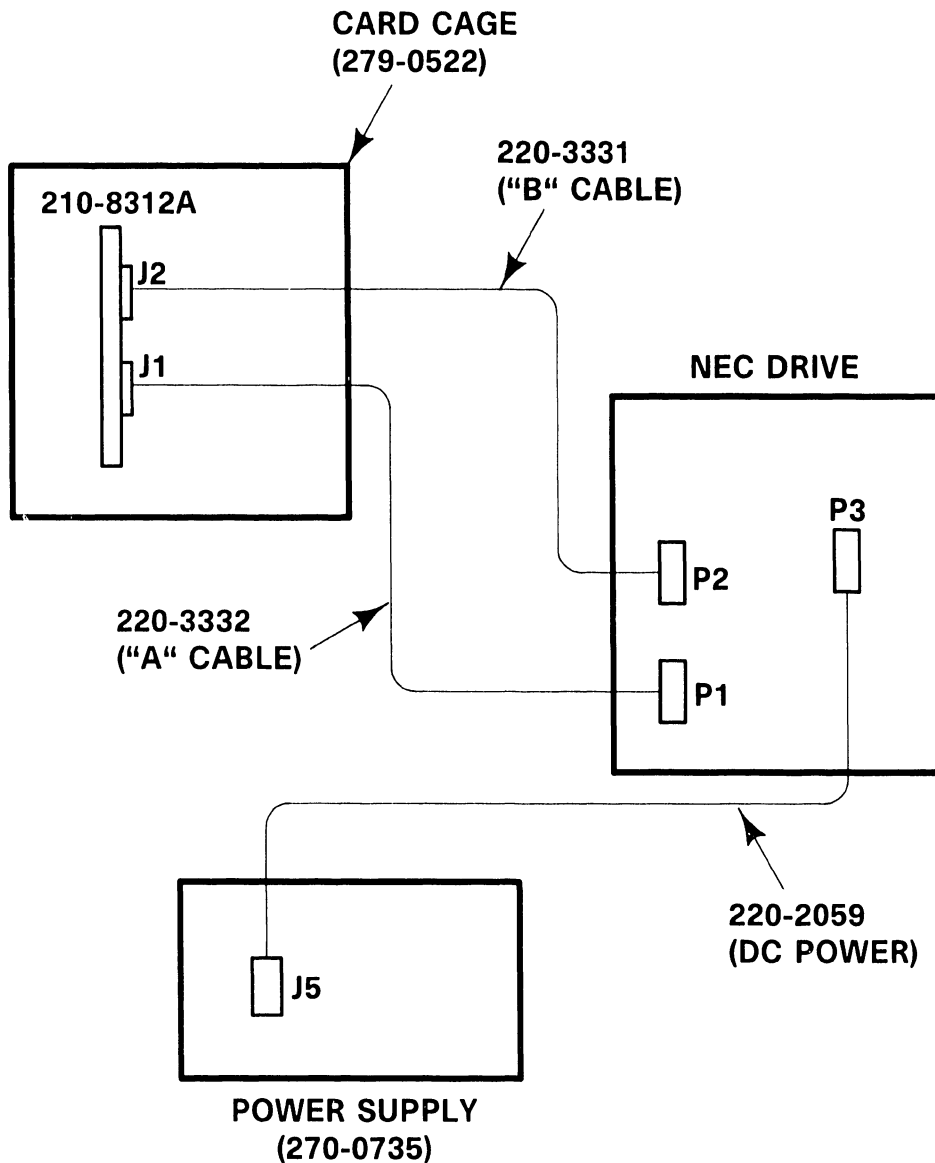 CARD CAGE
(279-0522)
220-3331
("B" CABLE)
210-8312A
J2
J1
NEC DRIVE
P3
P2
220-3332
("A" CABLE)
P1
220-2059
(DC POWER)
J5
POWER SUPPLY
(270-0735)